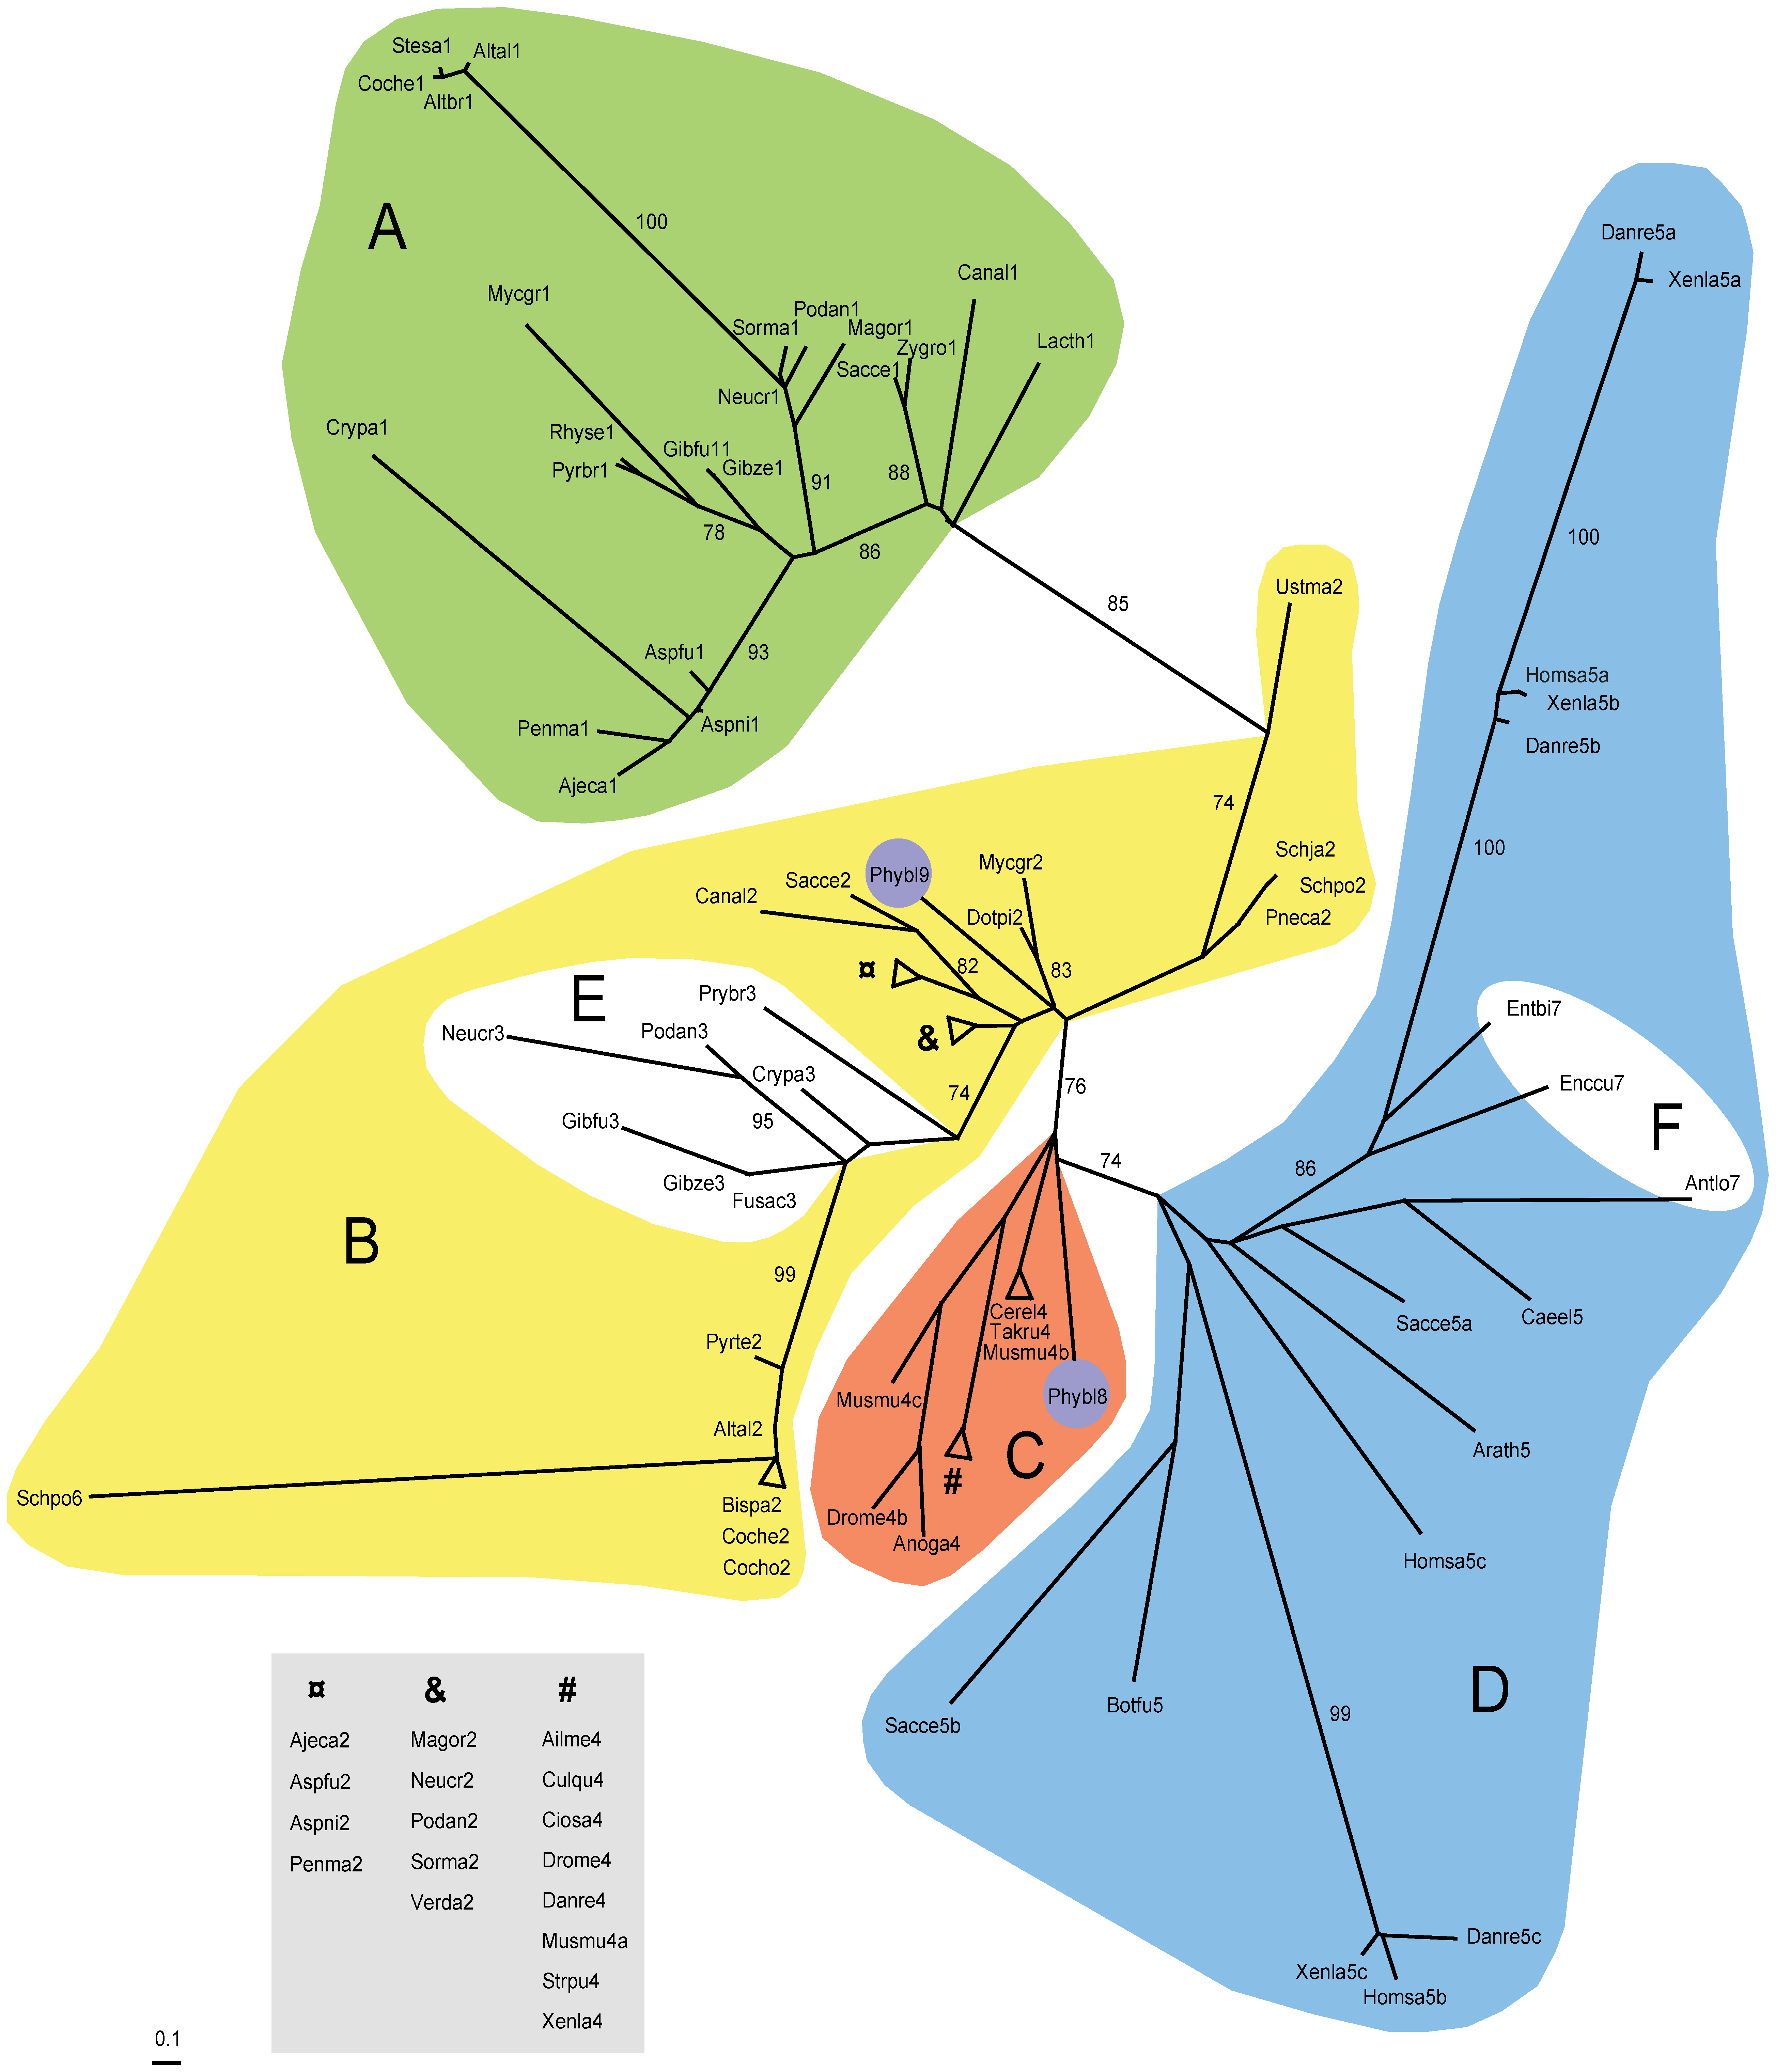 Stesa1
Altal1
Coche1
Altbr1
A
100
Danre5a
Xenla5a
Canal1
Mycgr1
Podan1
Sorma1
Magor1
Zygro1
Lacth1
Sacce1
Neucr1
Crypa1
Rhyse1
Gibfu11
Pyrbr1
Gibze1
91
88
78
86
100
85
Ustma2
Aspfu1
93
Homsa5a
Xenla5b
Penma1
Aspni1
Danre5b
Ajeca1
74
100
Schja2
Schpo2
Pneca2
Phybl9
Mycgr2
Sacce2
Canal2
Dotpi2
¤
82
83
E
Prybr3
Neucr3
Podan3
&
Entbi7
Crypa3
74
76
Enccu7
F
Gibfu3
95
74
86
Gibze3
Fusac3
Antlo7
B
99
Cerel4
Takru4
Musmu4b
Sacce5a
Caeel5
Pyrte2
Musmu4c
Phybl8
Altal2
C
Arath5
#
Schpo6
Bispa2
Coche2
Cocho2
Drome4b
Anoga4
Homsa5c
D
Botfu5
Sacce5b
99
¤ & #
Ajeca2 Magor2 Ailme4
Aspfu2 Neucr2 Culqu4
Aspni2 Podan2 Ciosa4
Penma2 Sorma2 Drome4
Verda2 Danre4
Musmu4a
Strpu4
Xenla4
Danre5c
Xenla5c
Homsa5b
0.1